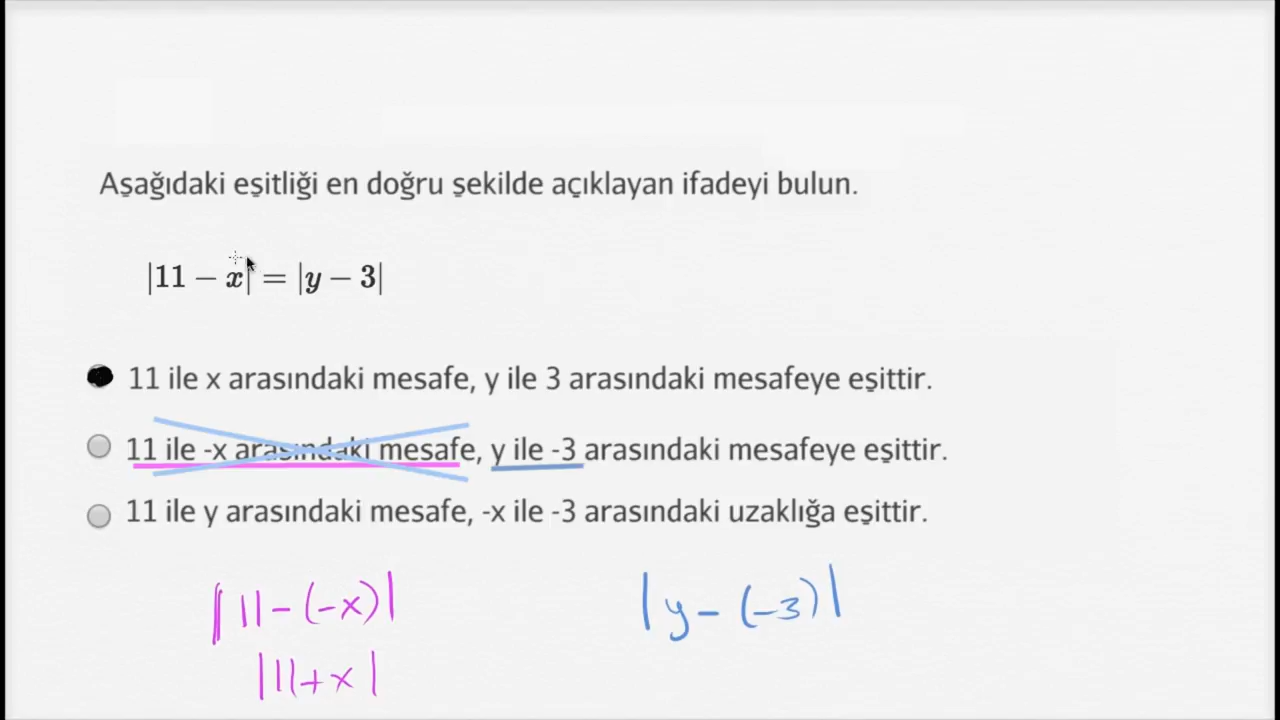 Aşağıdaki eşitliği en doğru şekilde açıklayan ifadeyi bulun.
|11 − x| = |y − 3|
11 ile x arasındaki mesafe, y ile 3 arasındaki mesafeye eşittir.
11 ile -x arasındaki mesafe, y ile -3 arasındaki mesafeye eşittir.
11 ile y arasındaki mesafe, -x ile -3 arasındaki uzaklığa eşittir.
|11-(-x)| |y-(-3)|
|11+x|